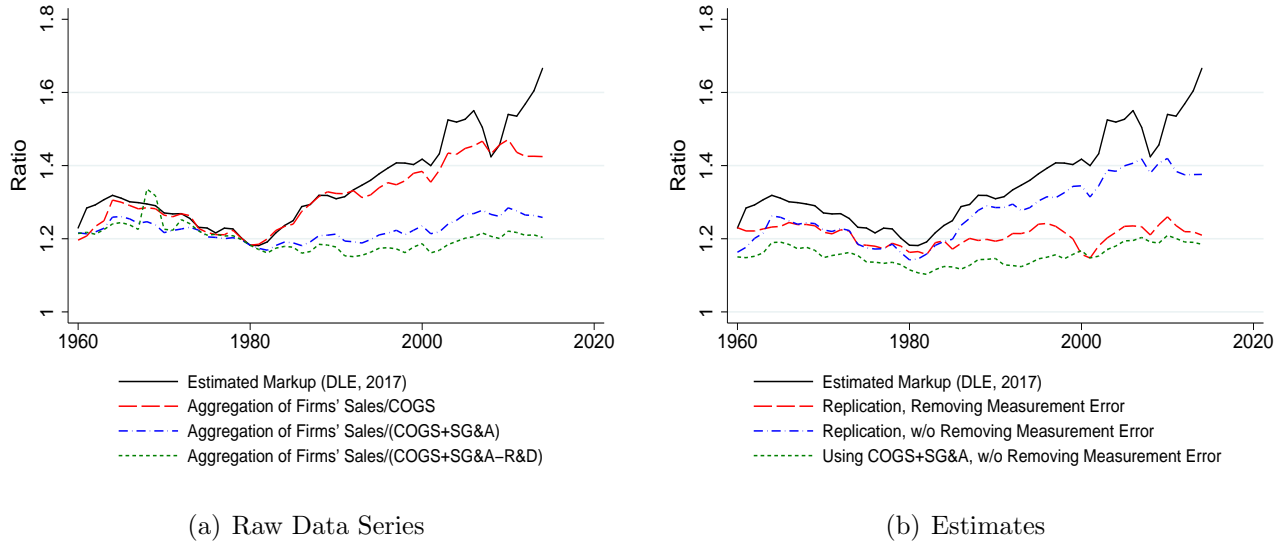 Ratio
1.8
1.6
1.4
1.2
1
1960
1980
2000
2020
Estimated Markup (DLE, 2017)
Aggregation of Firms' Sales/COGS
Aggregation of Firms' Sales/(COGS+SG&A)
Aggregation of Firms' Sales/(COGS+SG&A−R&D)
(a) Raw Data Series
Ratio
1.8
1.6
1.4
1.2
1
1960
1980
2000
2020
Estimated Markup (DLE, 2017)
Replication, Removing Measurement Error
Replication, w/o Removing Measurement Error
Using COGS+SG&A, w/o Removing Measurement Error
(b) Estimates